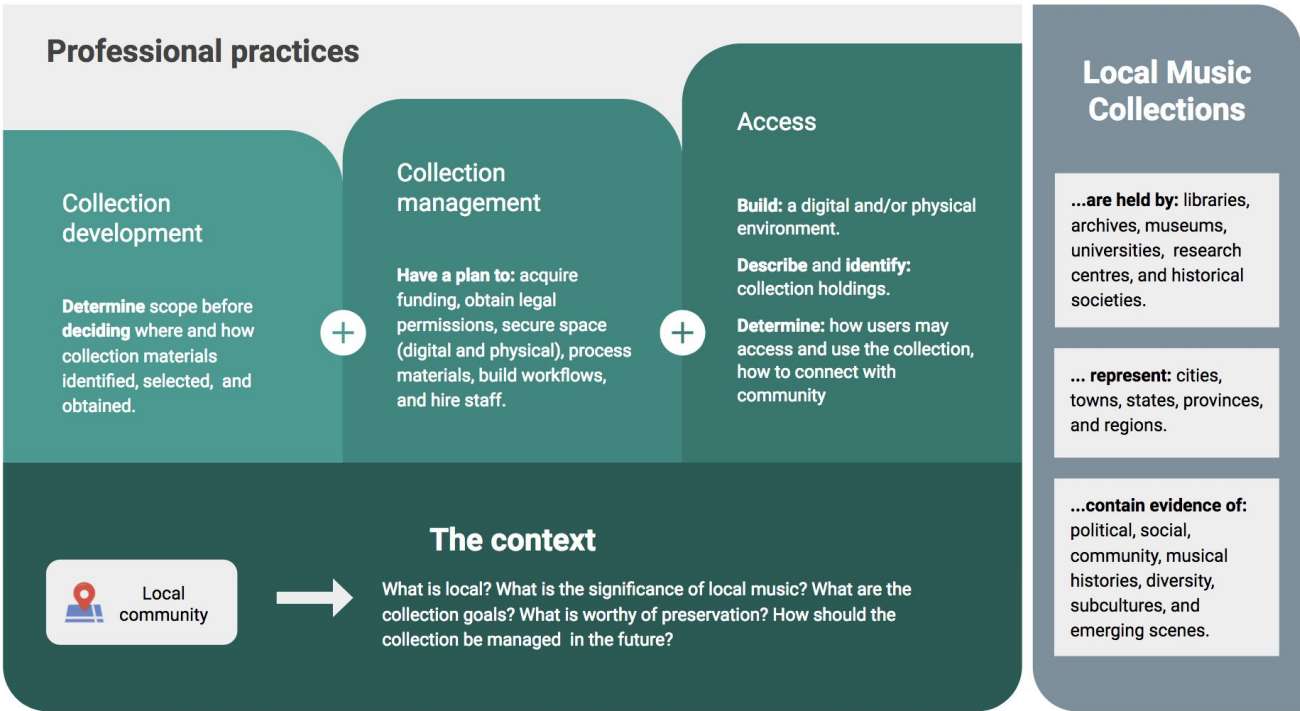 Professional practices
Collection
development
Determine scope before
deciding where and how
collection materials
identified, selected, and
obtained.
+
Collection
management
Have a plan to: acquire
funding, obtain legal
permissions, secure space
(digital and physical), process
materials, build workflows,
and hire staff.
+
Access
Build: a digital and/or physical
environment.
Describe and identify:
collection holdings.
Determine: how users may
access and use the collection,
how to connect with
community
The context
Local
community
What is local? What is the significance of local music? What are the
collection goals? What is worthy of preservation? How should the
collection be managed in the future?
Local Music
Collections
...are held by: libraries,
archives, museums,
universities, research
centres, and historical
societies.
... represent: cities,
towns, states, provinces,
and regions.
...contain evidence of:
political, social,
community, musical
histories, diversity,
subcultures, and
emerging scenes.